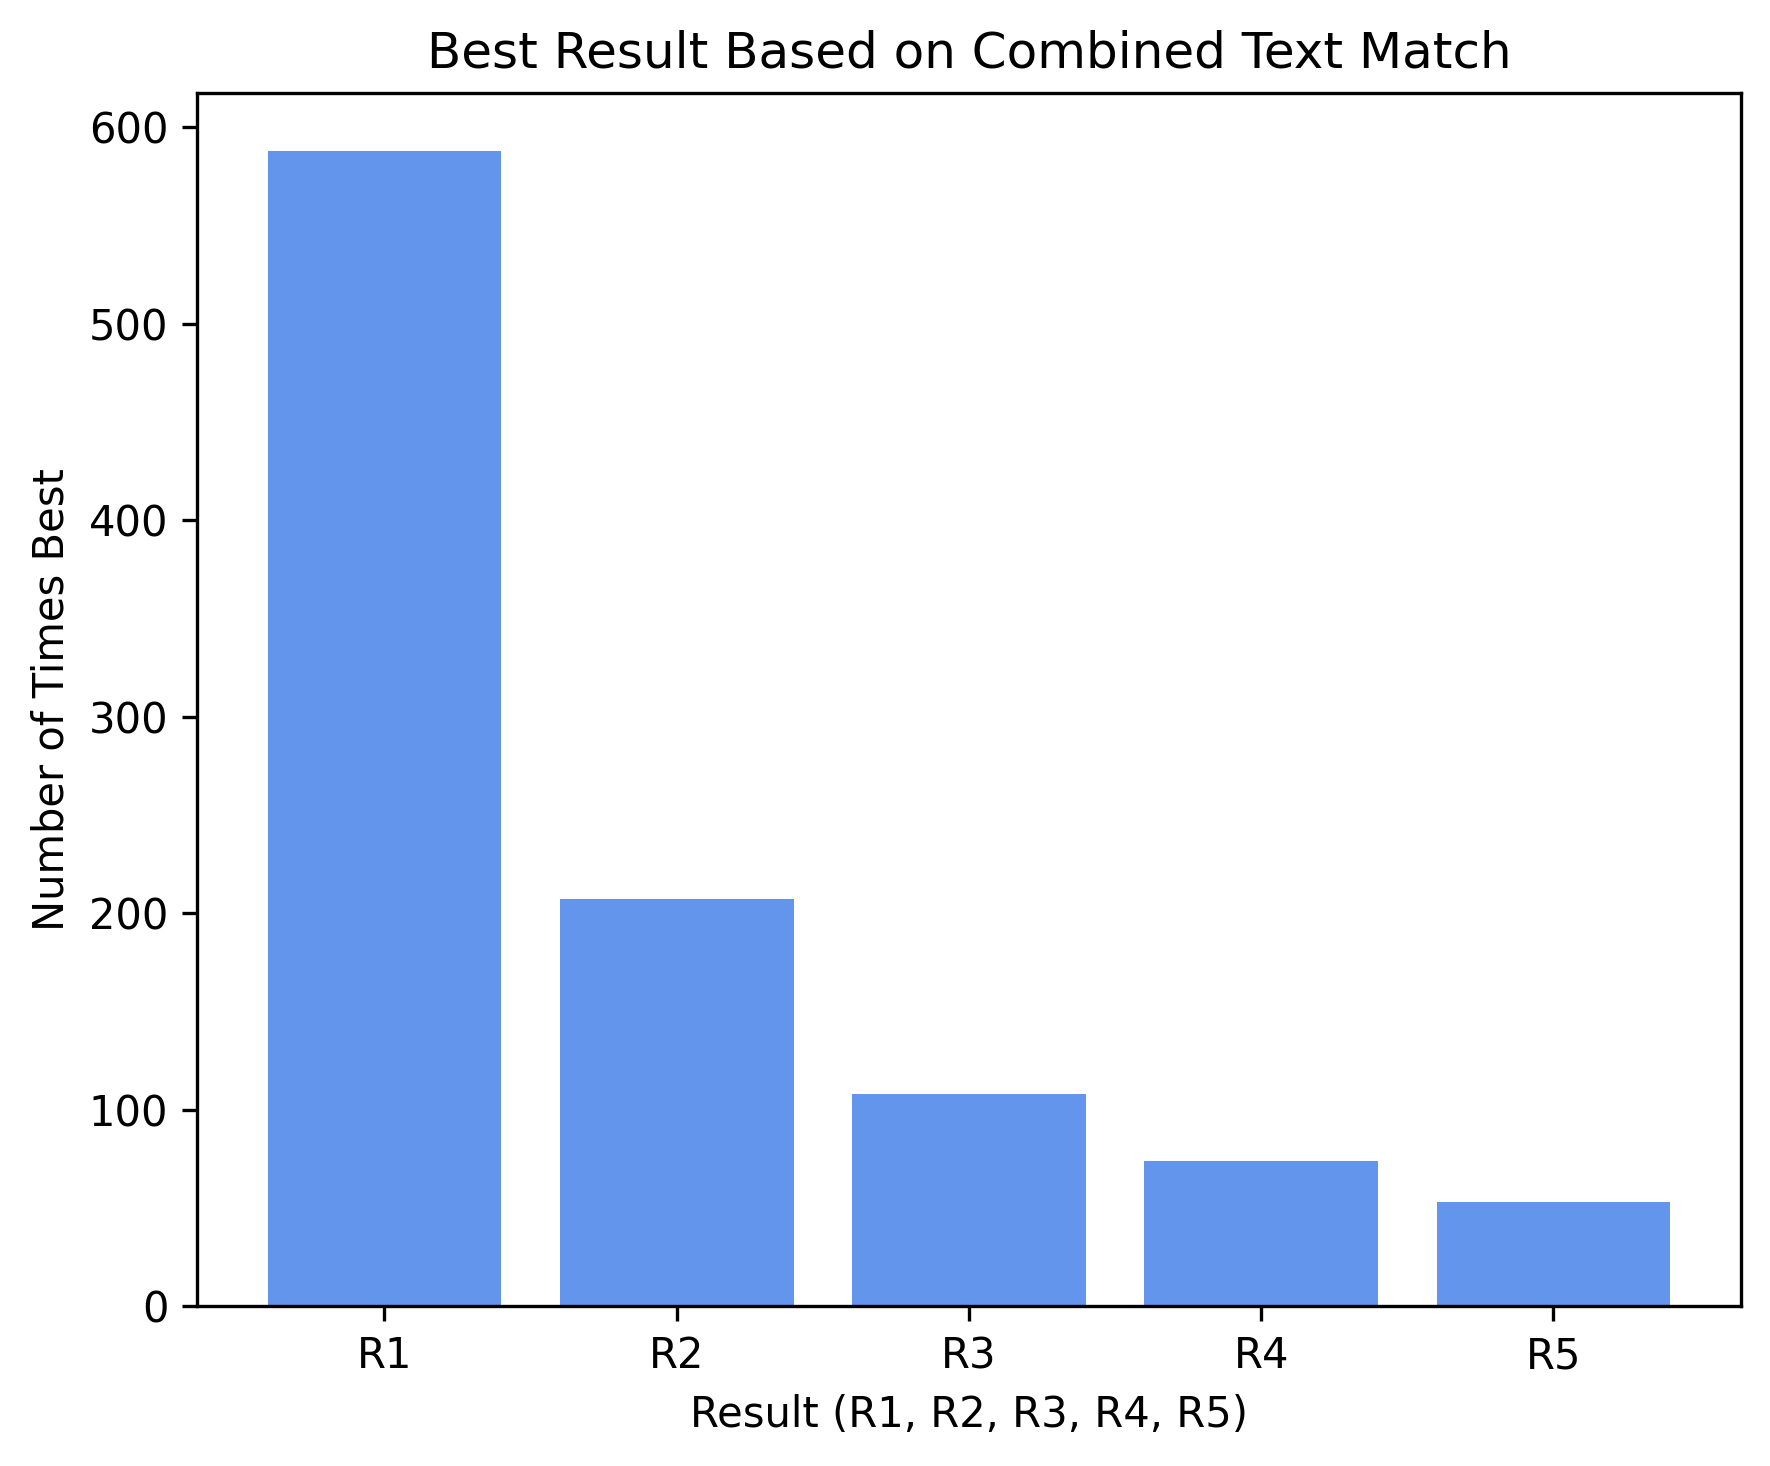 Best Result Based on Combined Text Match
600
500
400
300
200
100
0
Number of Times Best
R1 R2 R3 R4 R5
Result (R1, R2, R3, R4, R5)